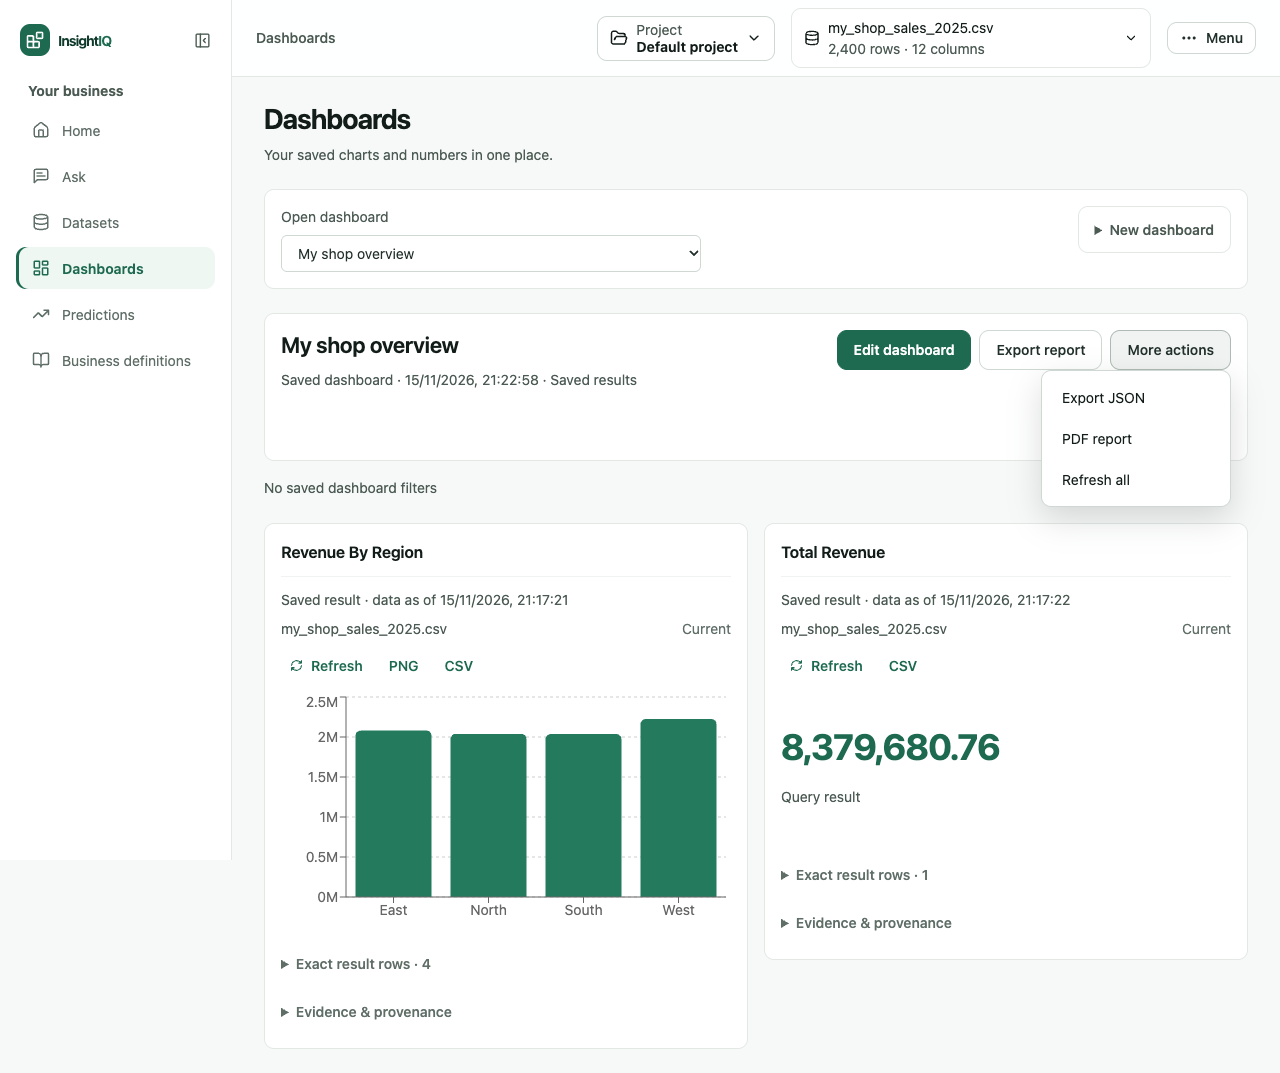 InsightIQ
Your business
Home
Ask
Datasets
Dashboards
Predictions
Business definitions
Dashboards
Project
Default project
my_shop_sales_2025.csv
2,400 rows · 12 columns
Menu
Dashboards
Your saved charts and numbers in one place.
Open dashboard
My shop overview
New dashboard
My shop overview
Saved dashboard · 15/11/2026, 21:22:58 · Saved results
Edit dashboard
Export report
More actions
Export JSON
PDF report
Refresh all
No saved dashboard filters
Revenue By Region
Saved result · data as of 15/11/2026, 21:17:21
my_shop_sales_2025.csv Current
Refresh PNG CSV
2.5M
2M
1.5M
1M
0.5M
0M
East North South West
Exact result rows · 4
Evidence & provenance
Total Revenue
Saved result · data as of 15/11/2026, 21:17:22
my_shop_sales_2025.csv Current
Refresh CSV
8,379,680.76
Query result
Exact result rows · 1
Evidence & provenance